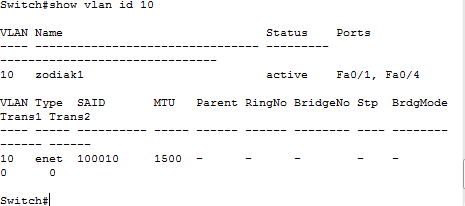 Switch#show vlan id 10
VLAN Name                             Status    Ports
---- -------------------------------- --------- -------------------------------
10   zodiak1                          active    Fa0/1, Fa0/4
VLAN Type  SAID       MTU   Parent RingNo BridgeNo Stp  BrdgMode
Trans1 Trans2
---- ----- ---------- ----- ------ ------ -------- ---- -------- ------ ------
10   enet  100010     1500  -      -      -        -    -
0      0
Switch#